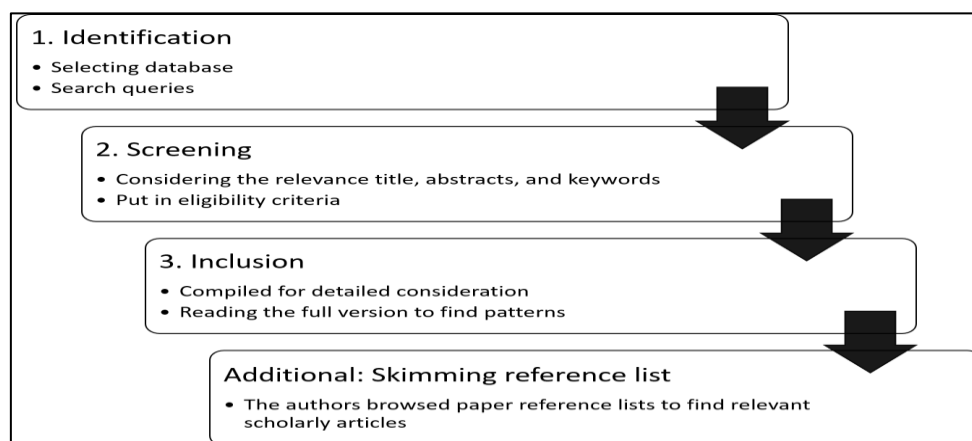 1. Identification
• Selecting database
• Search queries
2. Screening
• Considering the relevance title, abstracts, and keywords
• Put in eligibility criteria
3. Inclusion
• Compiled for detailed consideration
• Reading the full version to find patterns
Additional: Skimming reference list
• The authors browsed paper reference lists to find relevant
scholarly articles